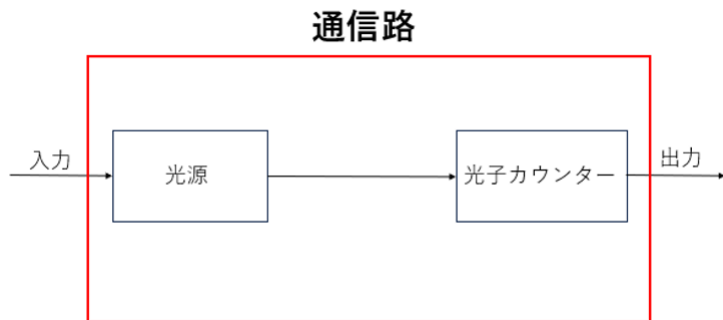 通信路
入力
光源
光子カウンター
出力